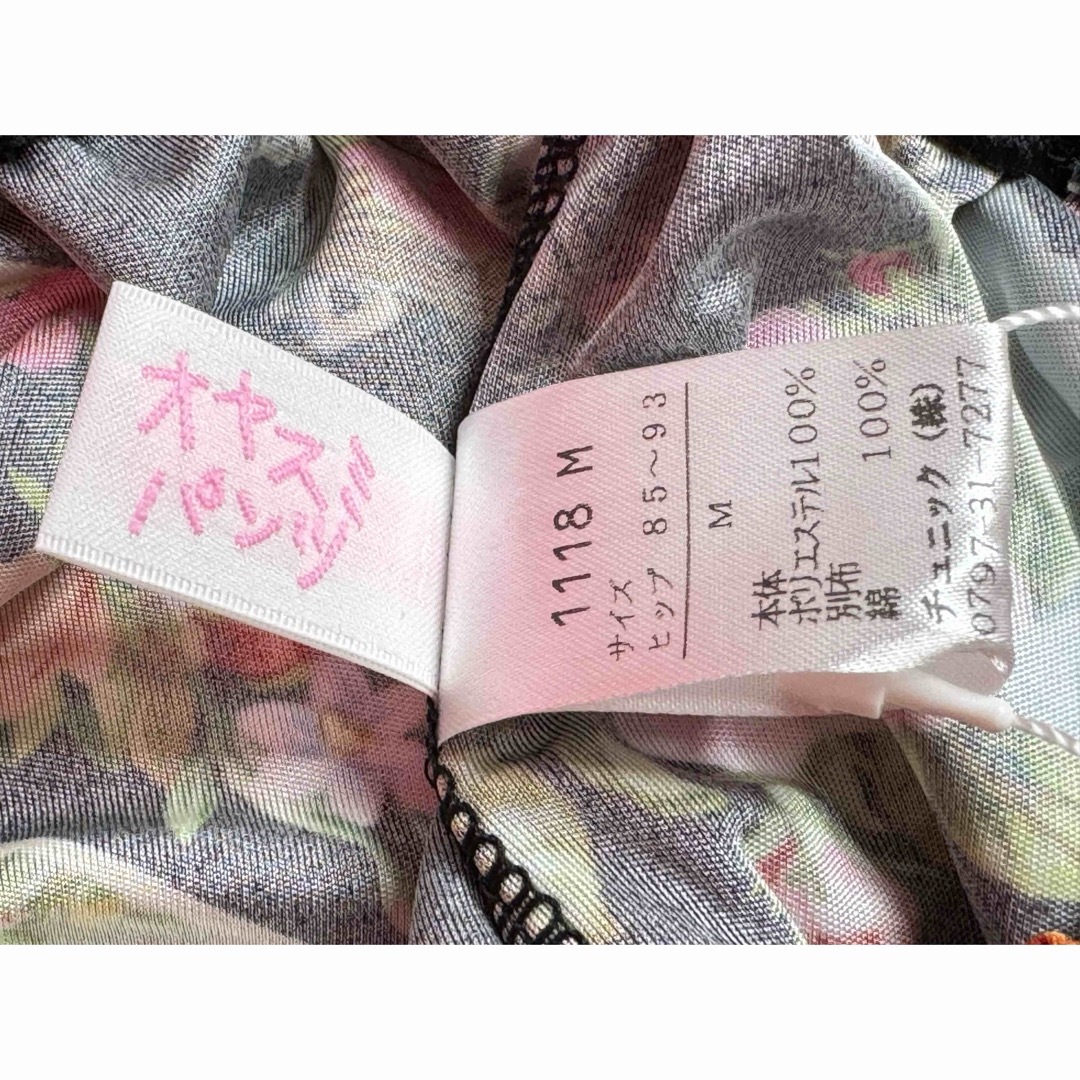 オヤスミ
パンツ
1118 M
サイズ
ヒップ 85～93
M
本体
ポリエステル100%
別布
綿 100%
チュニック(株)
0797-31-7277